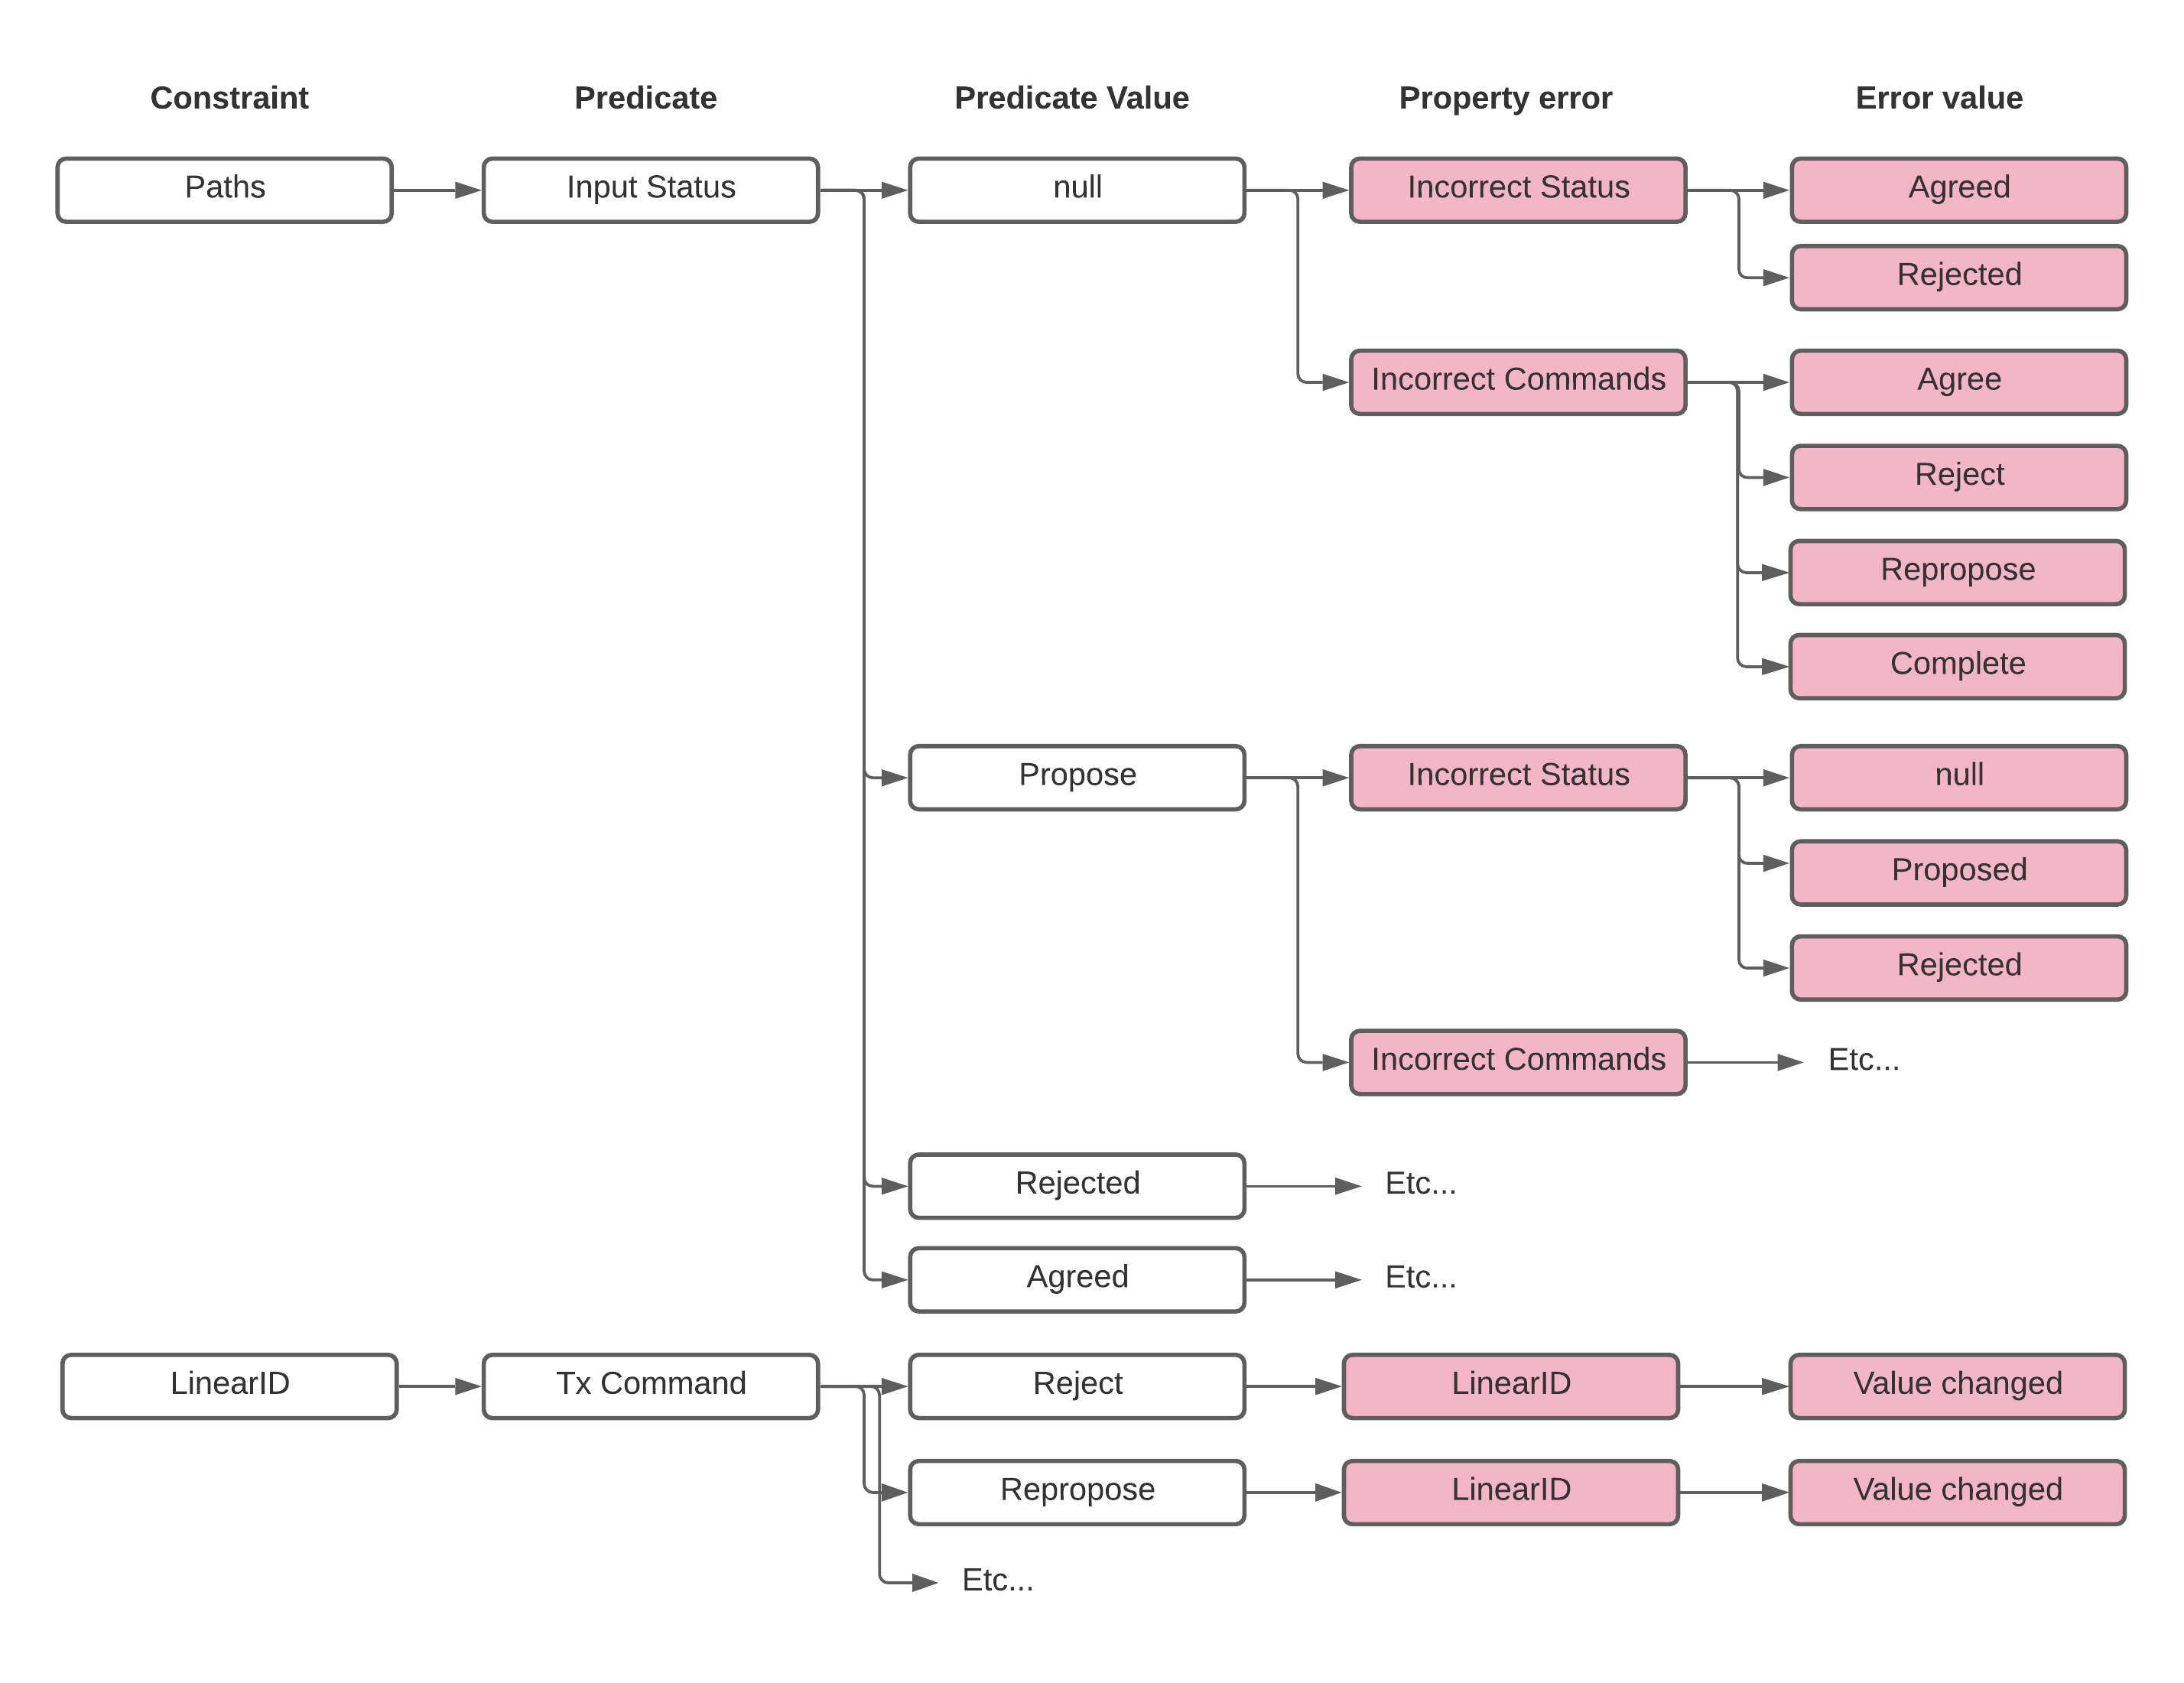 Constraint
Predicate
Predicate Value
Property error
Error value
Paths
Input Status
null
Incorrect Status
Agreed
Rejected
Incorrect Commands
Agree
Reject
Repropose
Complete
Propose
Incorrect Status
null
Proposed
Rejected
Incorrect Commands
Etc...
Rejected
Etc...
Agreed
Etc...
LinearID
Tx Command
Reject
LinearID
Value changed
Repropose
LinearID
Value changed
Etc...